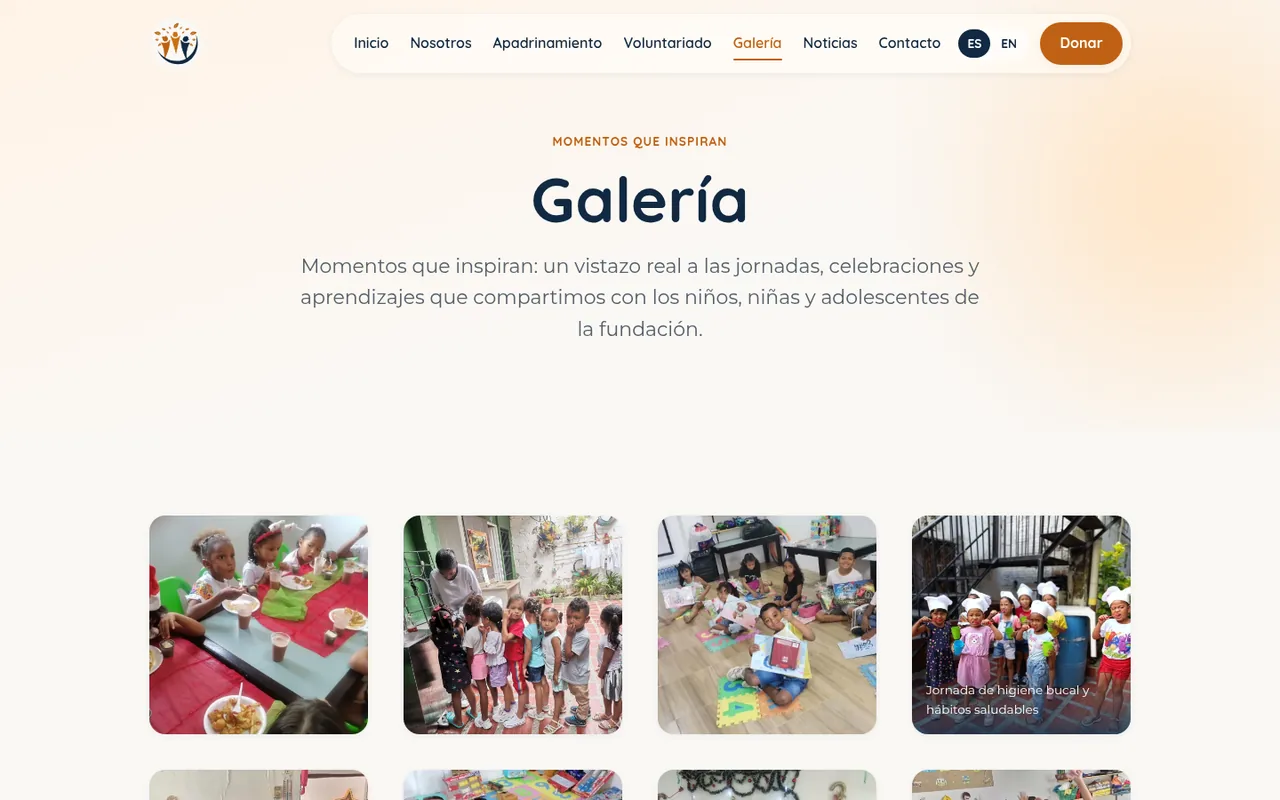 Inicio Nosotros Apadrinamiento Voluntariado Galería Noticias Contacto ES EN Donar
MOMENTOS QUE INSPIRAN
Galería
Momentos que inspiran: un vistazo real a las jornadas, celebraciones y
aprendizajes que compartimos con los niños, niñas y adolescentes de
la fundación.
Jornada de higiene bucal y
hábitos saludables